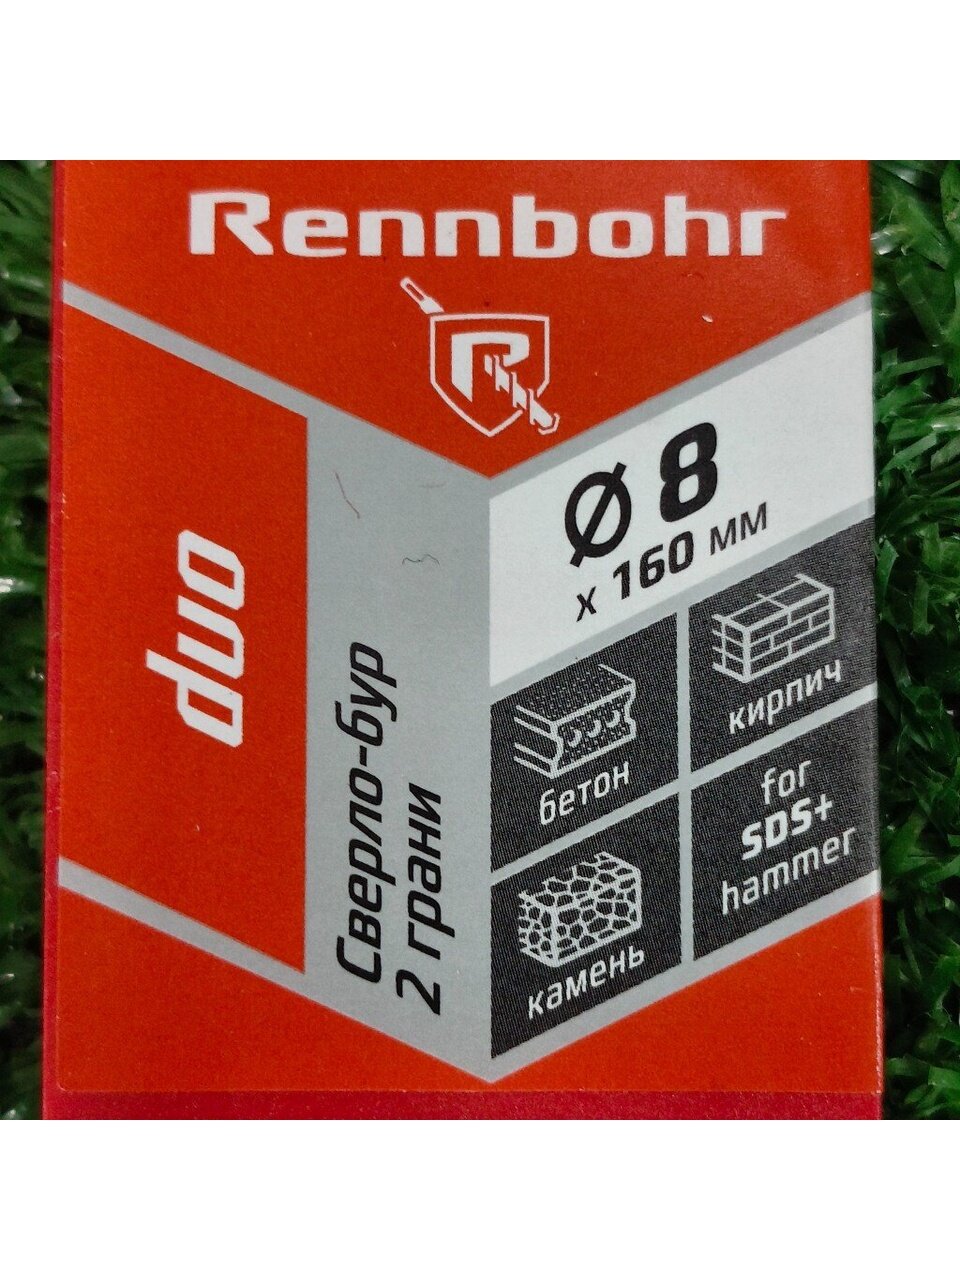 Rennbohr
R
duo
Сверло-бур
2 грани
Ø 8
х 160 мм
бетон
кирпич
камень
for
SDS+
hammer